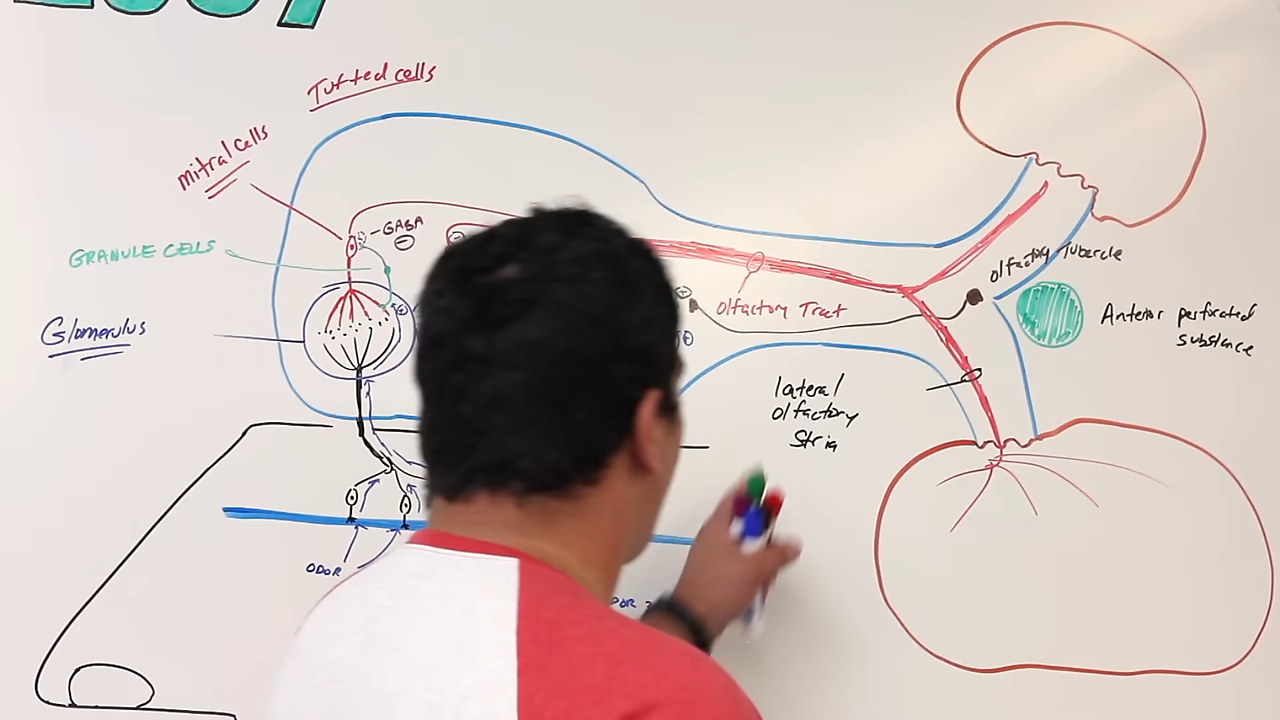 Tufted cells
mitral cells
- GABA
GRANULE CELLS
Glomerulus
Olfactory Tubercle
Olfactory Tract
Anterior perforated
substance
lateral
olfactory
Stria
ODOR